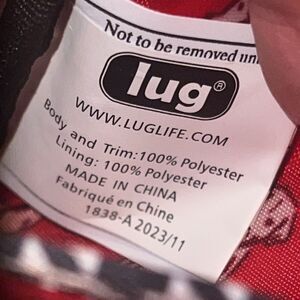 Not to be removed un
lug®
WWW.LUGLIFE.COM
Body and Trim:100% Polyester
Lining: 100% Polyester
MADE IN CHINA
Fabriqué en Chine
1838-A 2023/11